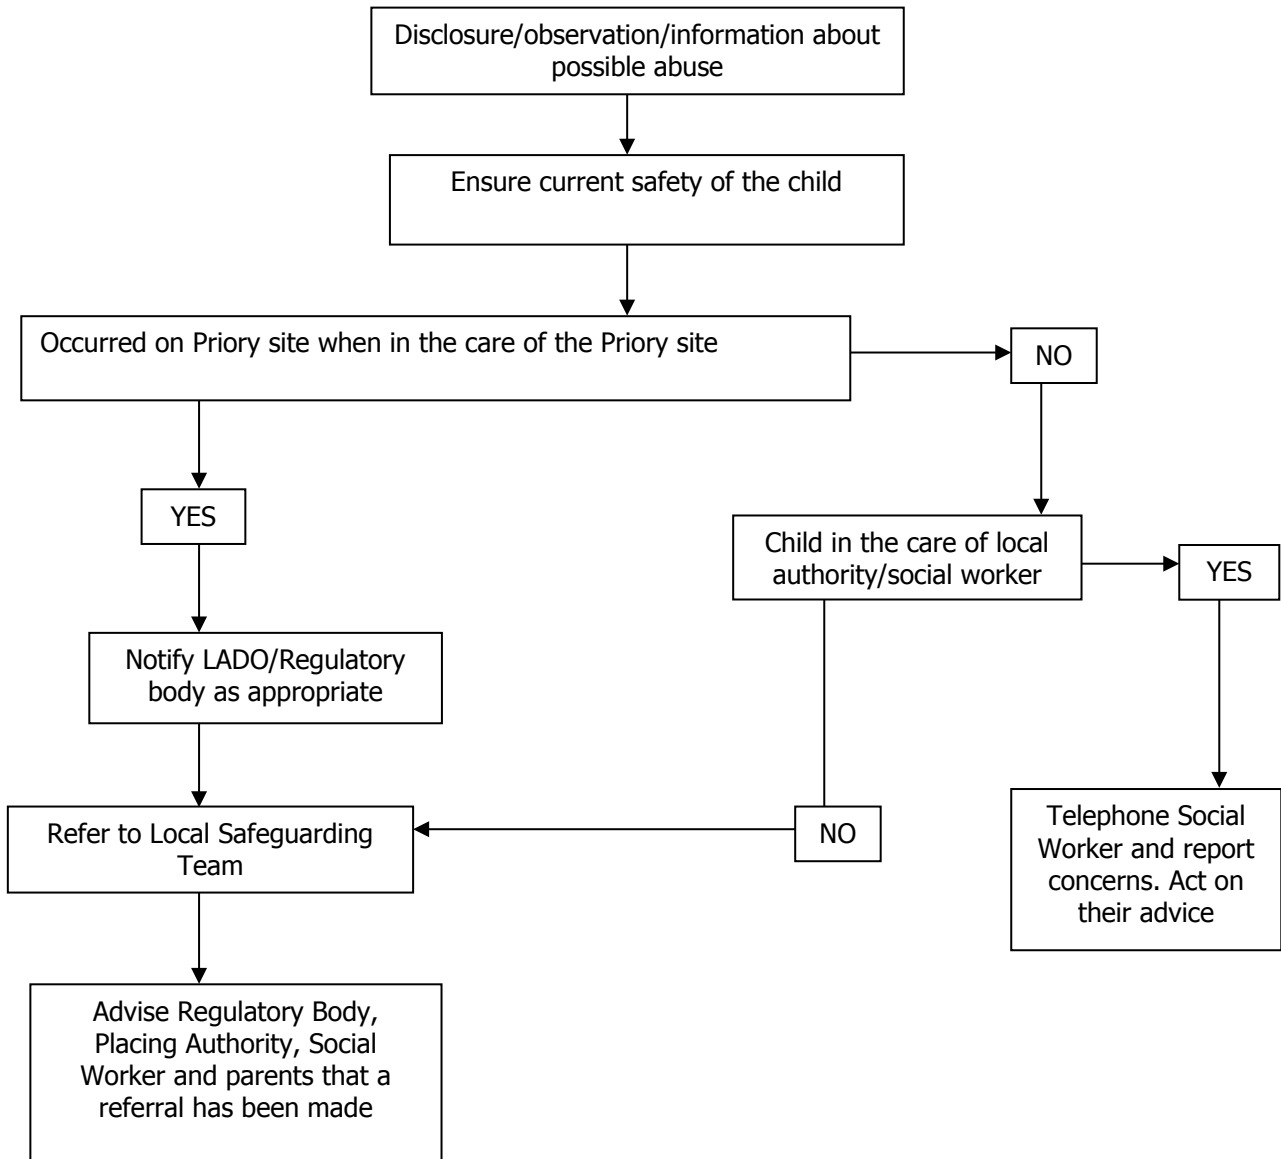 Disclosure/observation/information about
possible abuse
Ensure current safety of the child
Occurred on Priory site when in the care of the Priory site
NO
YES
Child in the care of local
authority/social worker
YES
Notify LADO/Regulatory
body as appropriate
Refer to Local Safeguarding
Team
NO
Telephone Social
Worker and report
concerns. Act on
their advice
Advise Regulatory Body,
Placing Authority, Social
Worker and parents that a
referral has been made